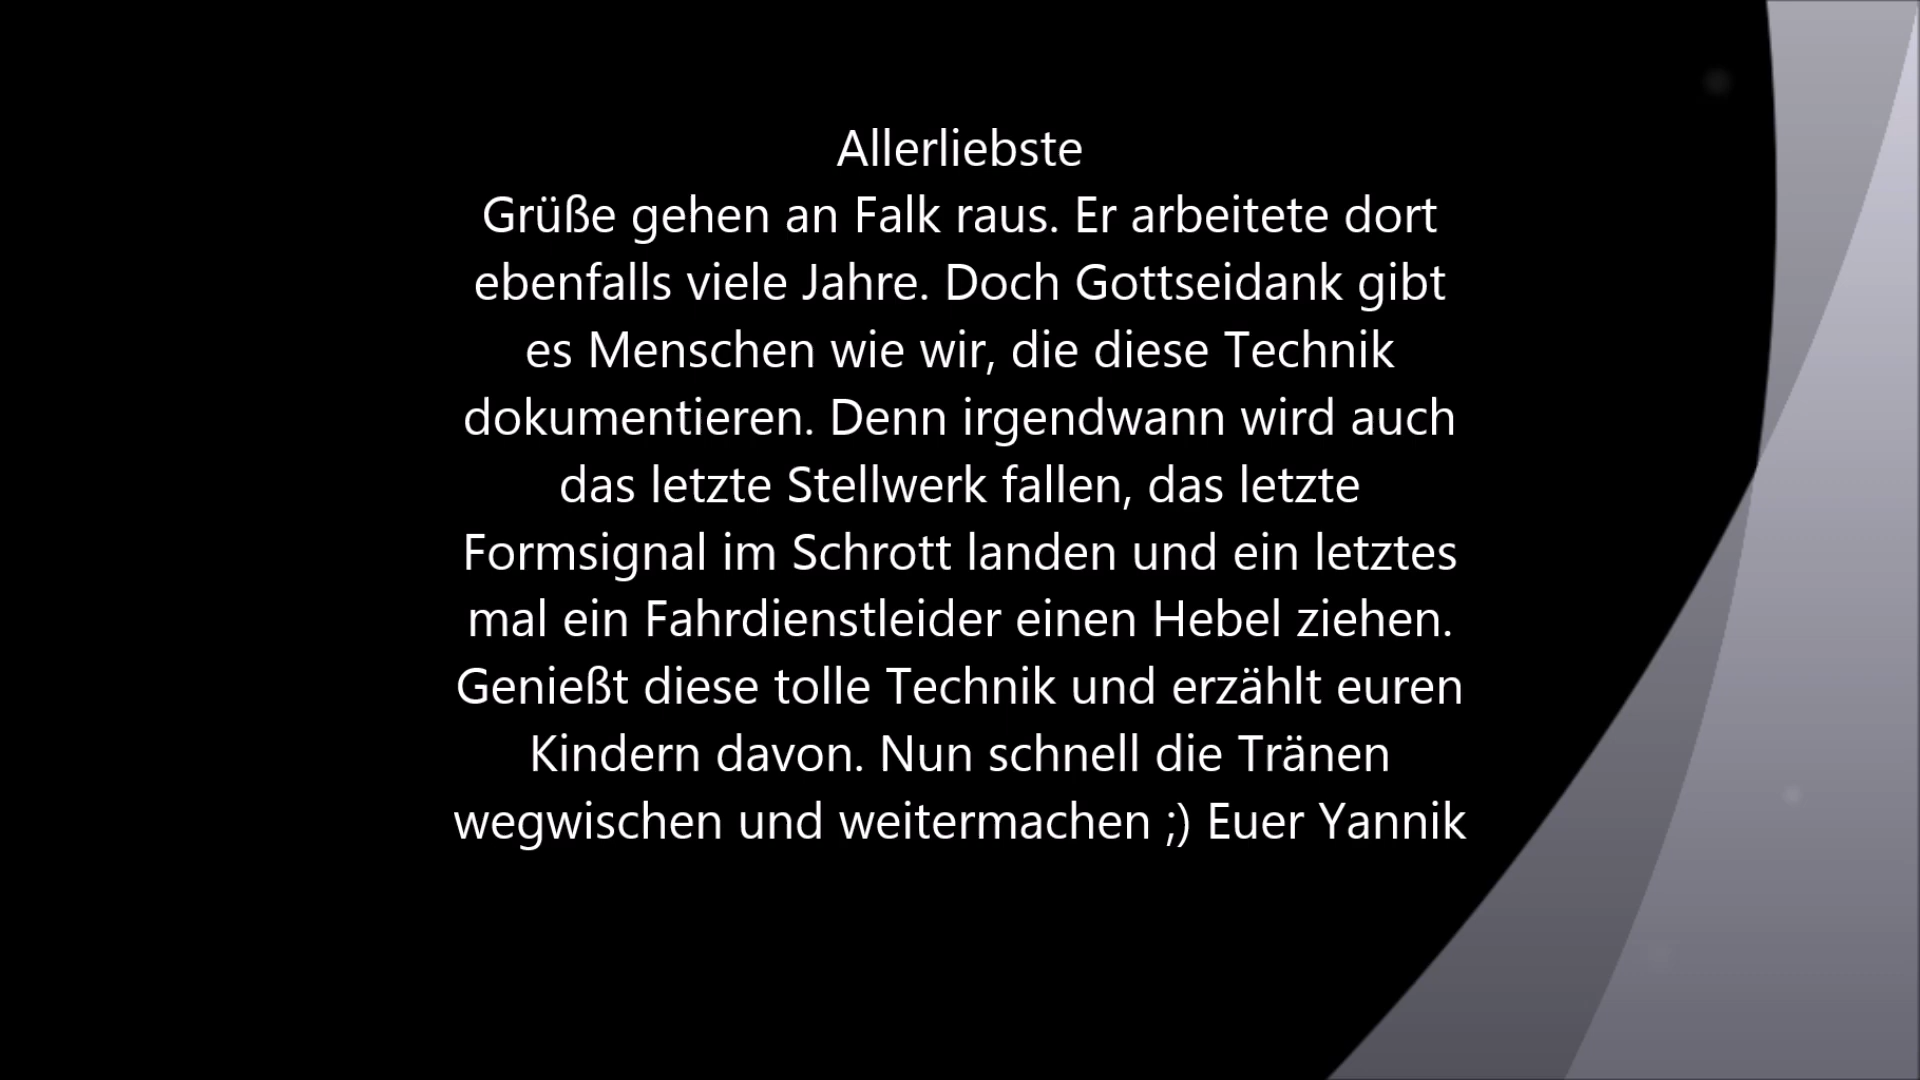 Allerliebste
Grüße gehen an Falk raus. Er arbeitete dort
ebenfalls viele Jahre. Doch Gottseidank gibt
es Menschen wie wir, die diese Technik
dokumentieren. Denn irgendwann wird auch
das letzte Stellwerk fallen, das letzte
Formsignal im Schrott landen und ein letztes
mal ein Fahrdienstleider einen Hebel ziehen.
Genießt diese tolle Technik und erzählt euren
Kindern davon. Nun schnell die Tränen
wegwischen und weitermachen ;) Euer Yannik